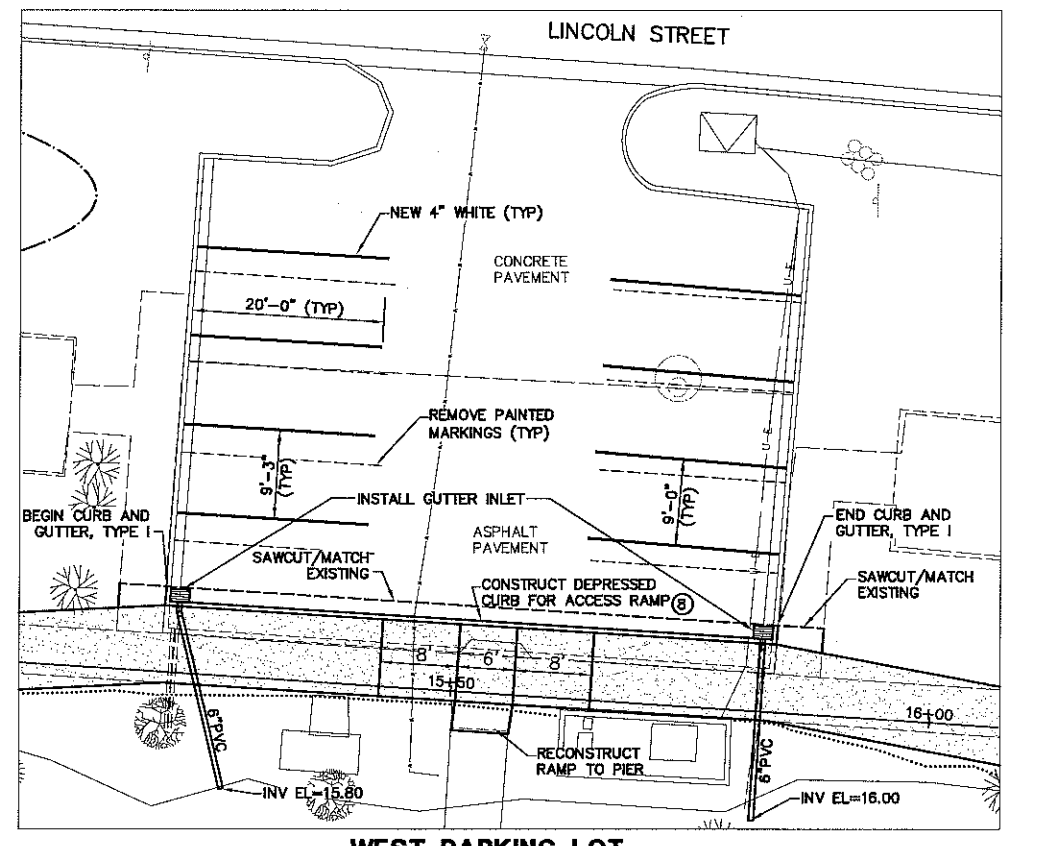 LINCOLN STREET
NEW 4" WHITE (TYP)
CONCRETE
PAVEMENT
U-E
20'-0" (TYP)
REMOVE PAINTED
MARKINGS (TYP)
U-E
9'-3"
(TYP)
9'-0"
(TYP)
INSTALL GUTTER INLET
BEGIN CURB AND
GUTTER, TYPE I
END CURB AND
GUTTER, TYPE I
ASPHALT
PAVEMENT
SAWCUT/MATCH
EXISTING
SAWCUT/MATCH
EXISTING
CONSTRUCT DEPRESSED
CURB FOR ACCESS RAMP 8
8' 6' 8'
15+50
16+00
6"PVC
6"PVC
RECONSTRUCT
RAMP TO PIER
INV EL=15.80
INV EL=16.00
WEST PARKING LOT